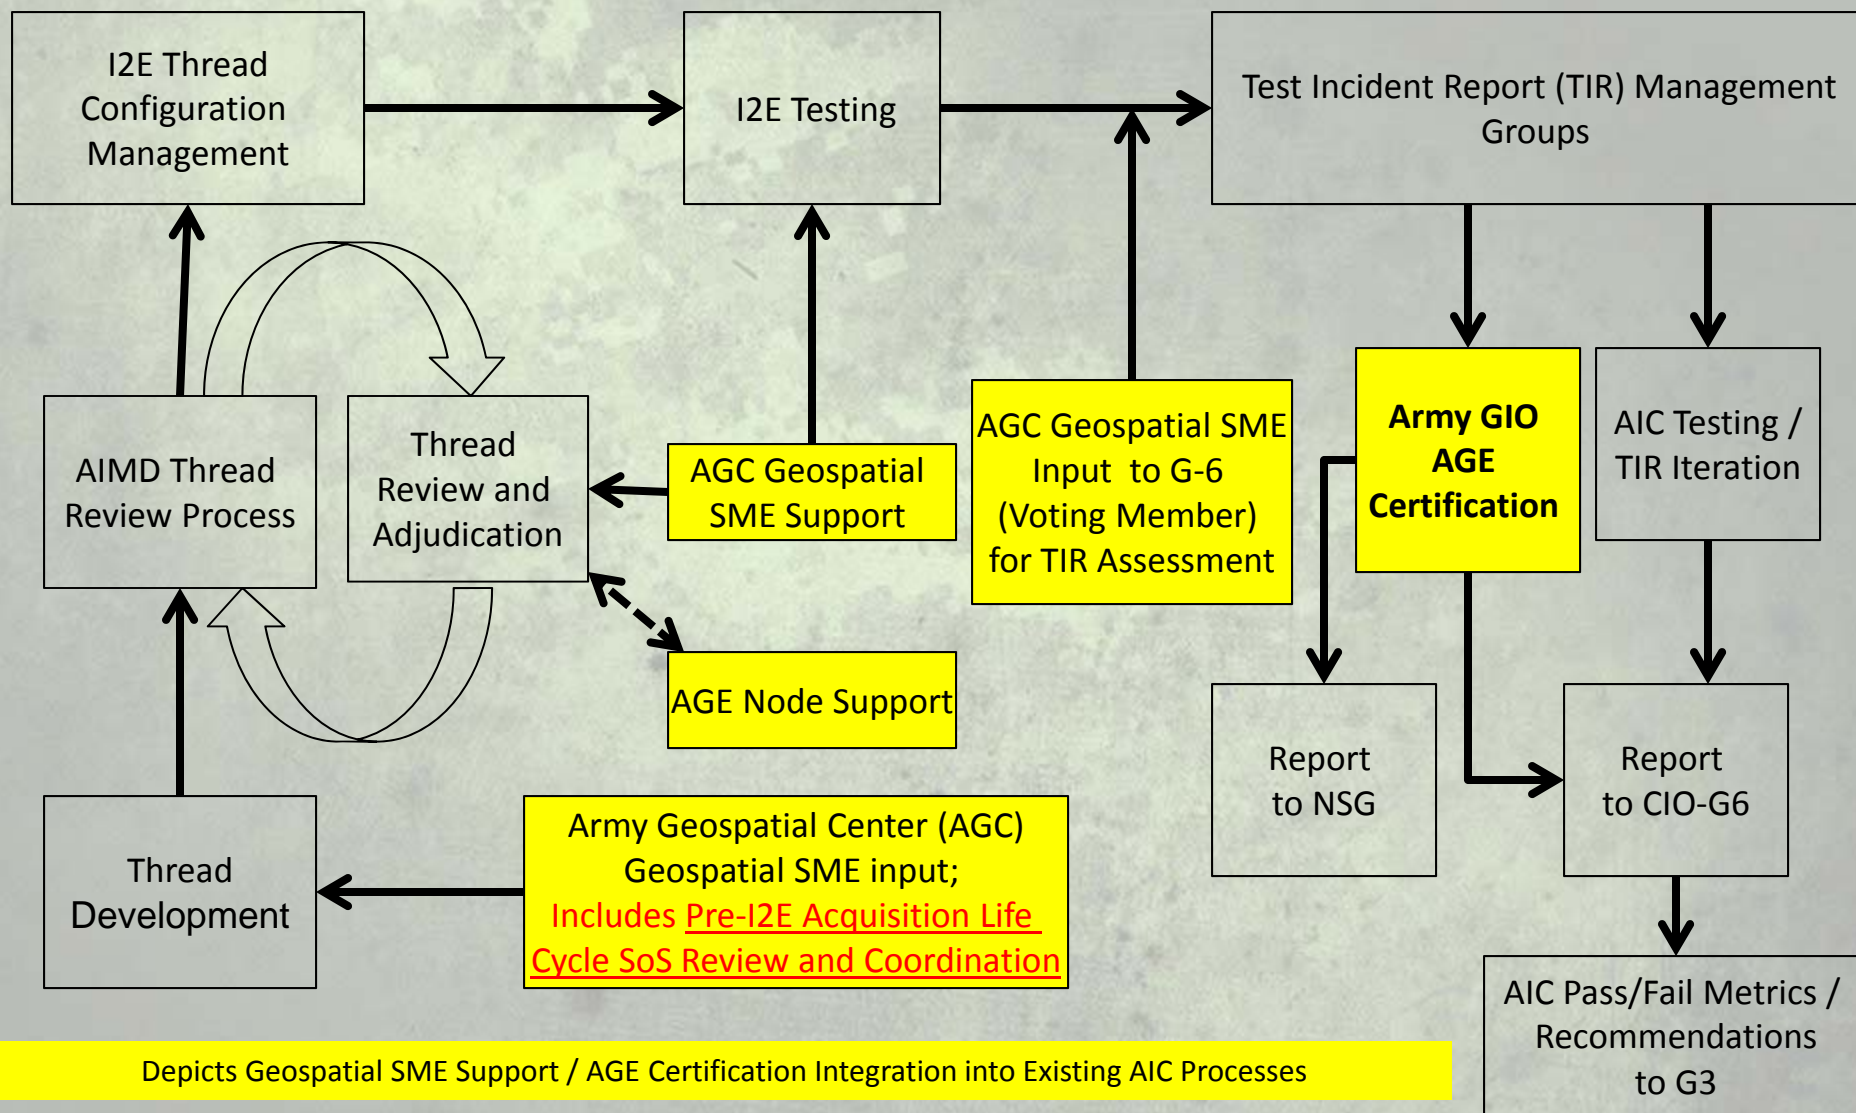 I2E Thread
Configuration
Management
I2E Testing
Test Incident Report (TIR) Management
Groups
AIMD Thread
Review Process
Thread
Review and
Adjudication
AGC Geospatial
SME Support
AGC Geospatial SME
Input to G-6
(Voting Member)
for TIR Assessment
Army GIO
AGE
Certification
AIC Testing /
TIR Iteration
AGE Node Support
Report
to NSG
Report
to CIO-G6
Thread
Development
Army Geospatial Center (AGC)
Geospatial SME input;
Includes Pre-I2E Acquisition Life
Cycle SoS Review and Coordination
AIC Pass/Fail Metrics /
Recommendations
to G3
Depicts Geospatial SME Support / AGE Certification Integration into Existing AIC Processes